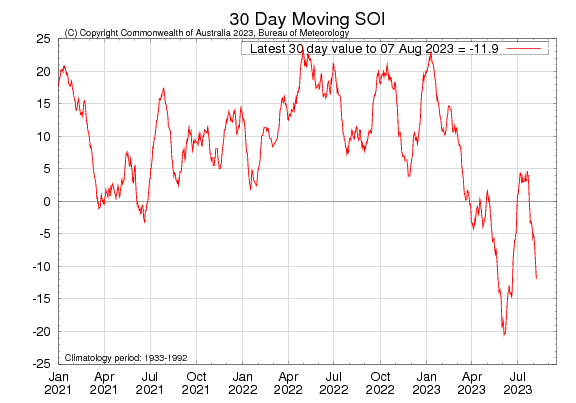 30 Day Moving SOI
(C) Copyright Commonwealth of Australia 2023, Bureau of Meteorology
Latest 30 day value to 07 Aug 2023 = -11.9
25
20
15
10
5
0
-5
-10
-15
-20
-25
Climatology period: 1933-1992
Jan Apr Jul Oct Jan Apr Jul Oct Jan Apr Jul
2021 2021 2021 2021 2022 2022 2022 2022 2023 2023 2023